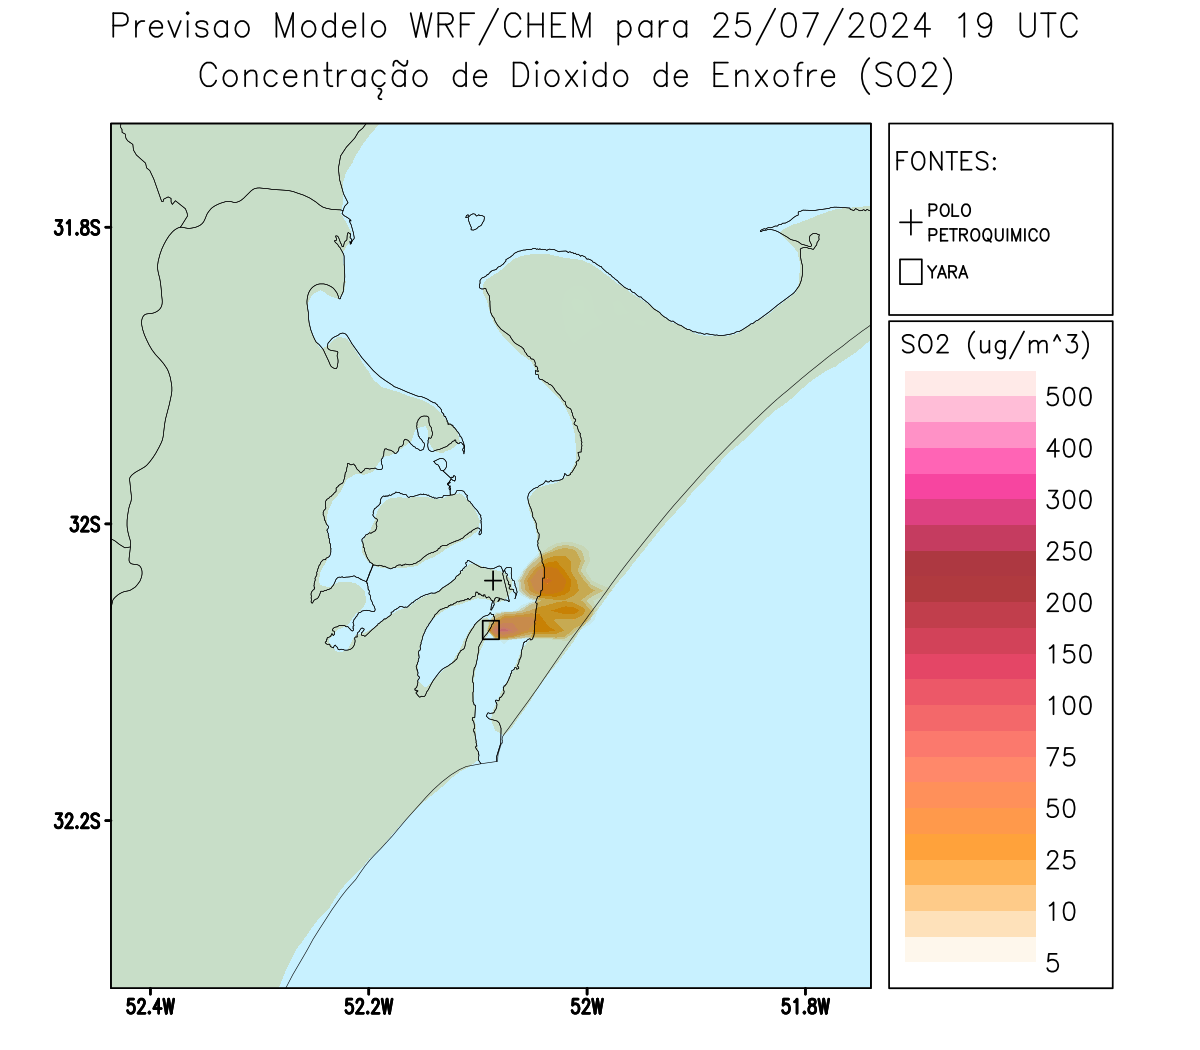 Previsao Modelo WRF/CHEM para 25/07/2024 19 UTC
Concentração de Dioxido de Enxofre (SO2)
FONTES:
POLO
PETROQUIMICO
YARA
SO2 (ug/m^3)
500
400
300
250
200
150
100
75
50
25
10
5
31.8S
32S
32.2S
52.4W
52.2W
52W
51.8W